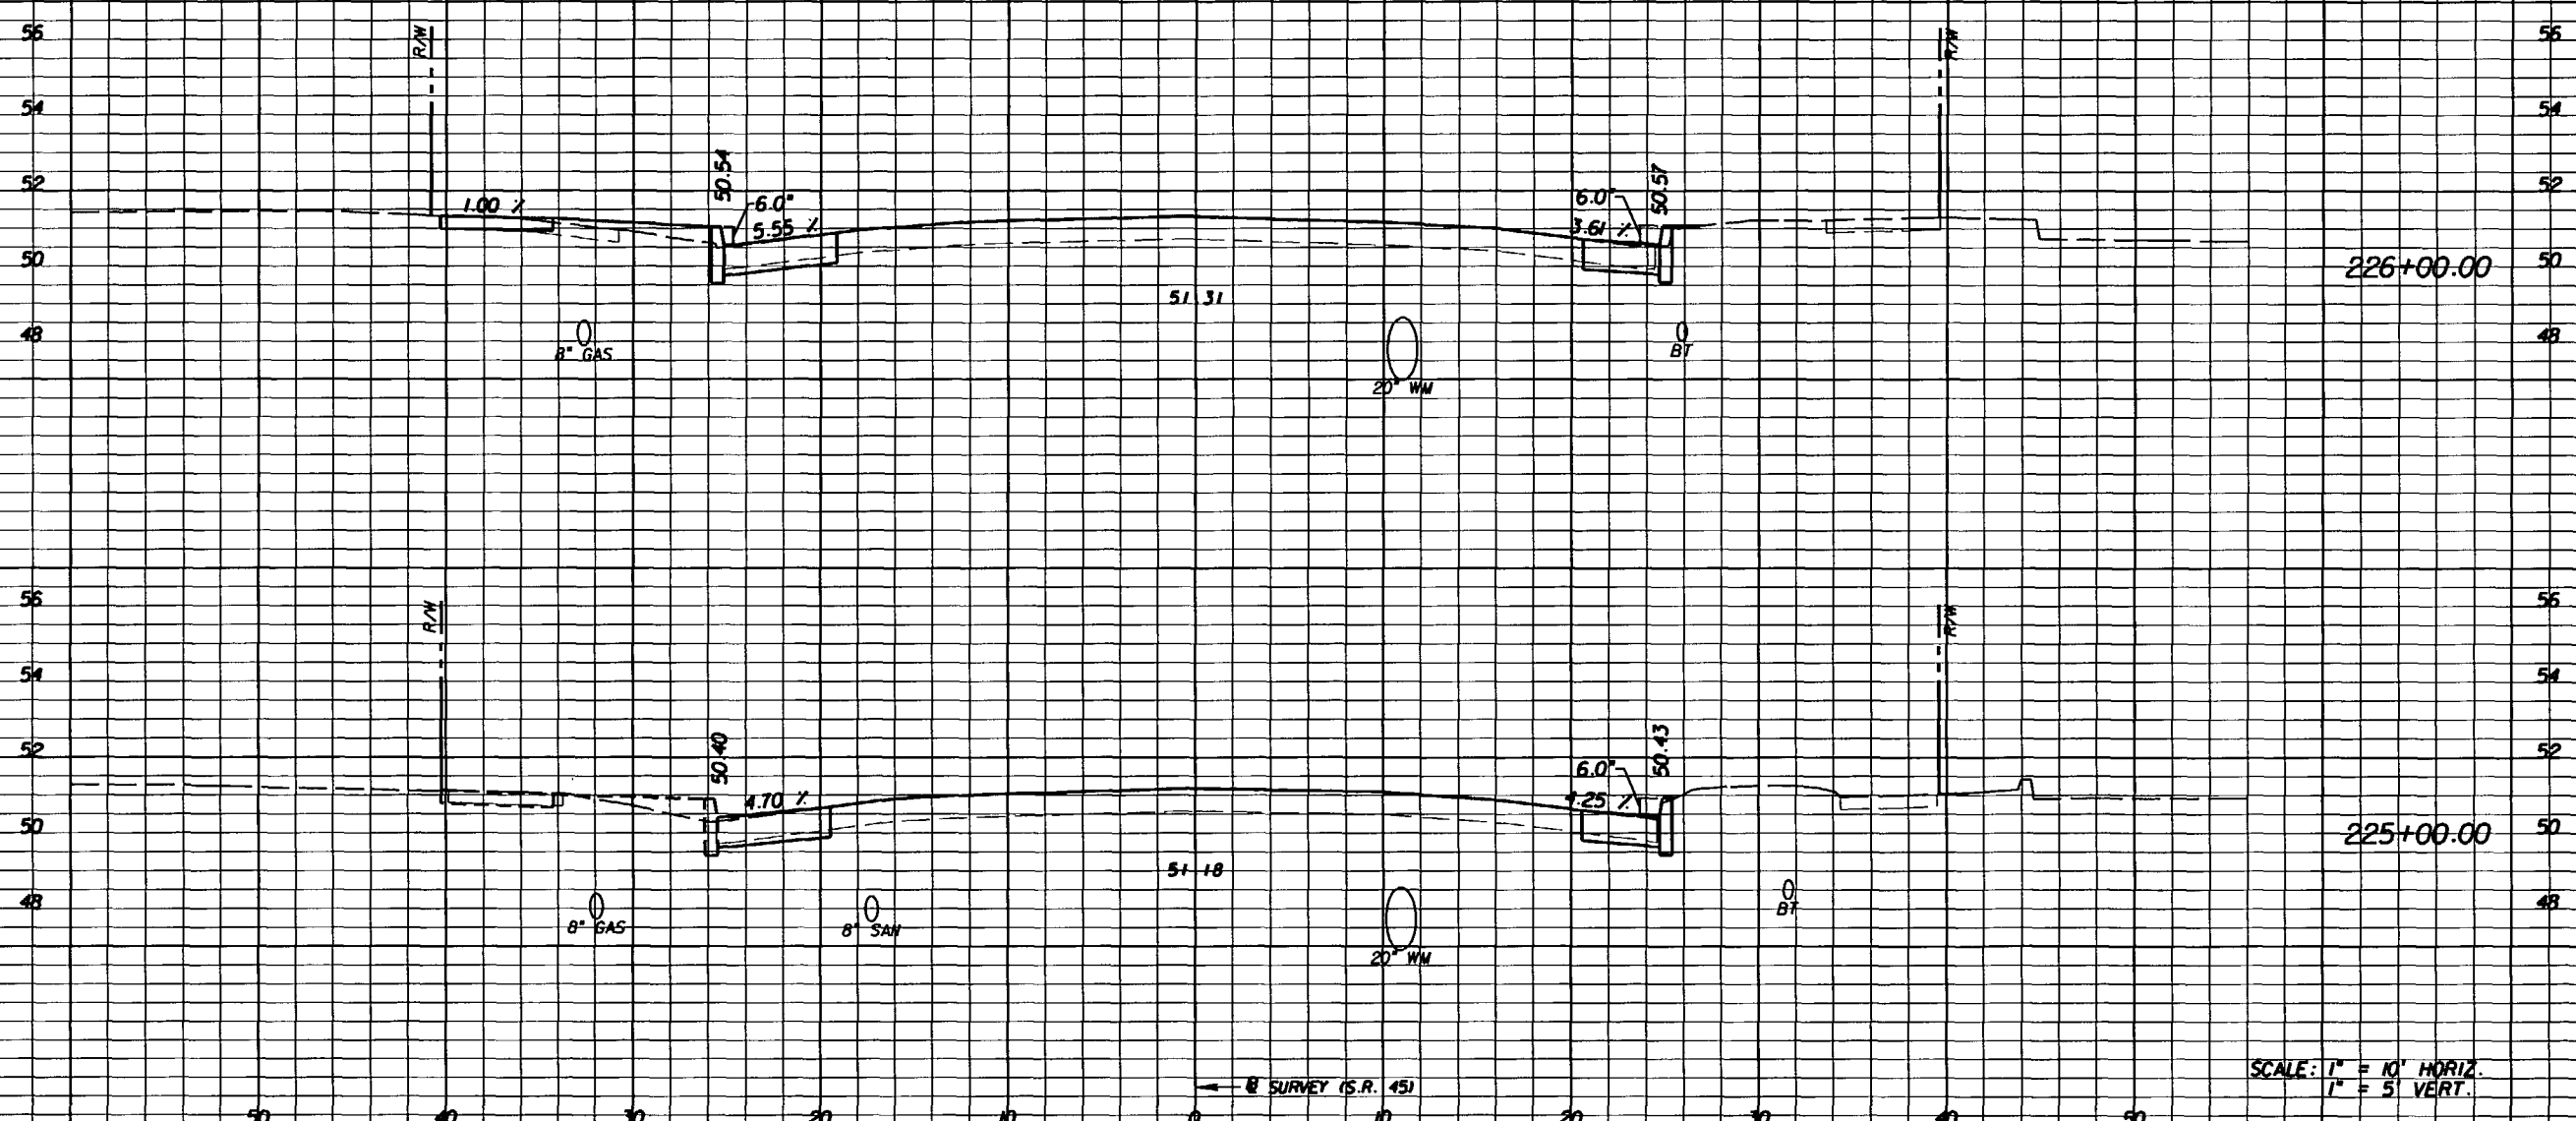 56 R/W R/W 56
54 54
52 50.54 50.57 52
1.00 % 6.0" 6.0"
5.55 % 3.61 %
50 50
226+00.00
51.31
48 48
8" GAS BT
20" WM
56 R/W R/W 56
54 54
52 50.40 50.43 52
6.0"
4.70 % 4.25 %
50 50
225+00.00
51.18
48 48
8" GAS 8" SAN BT
20" WM
SCALE: 1" = 10' HORIZ.
1" = 5' VERT.
SURVEY (S.R. 45)
50 40 30 20 10 0 10 20 30 40 50